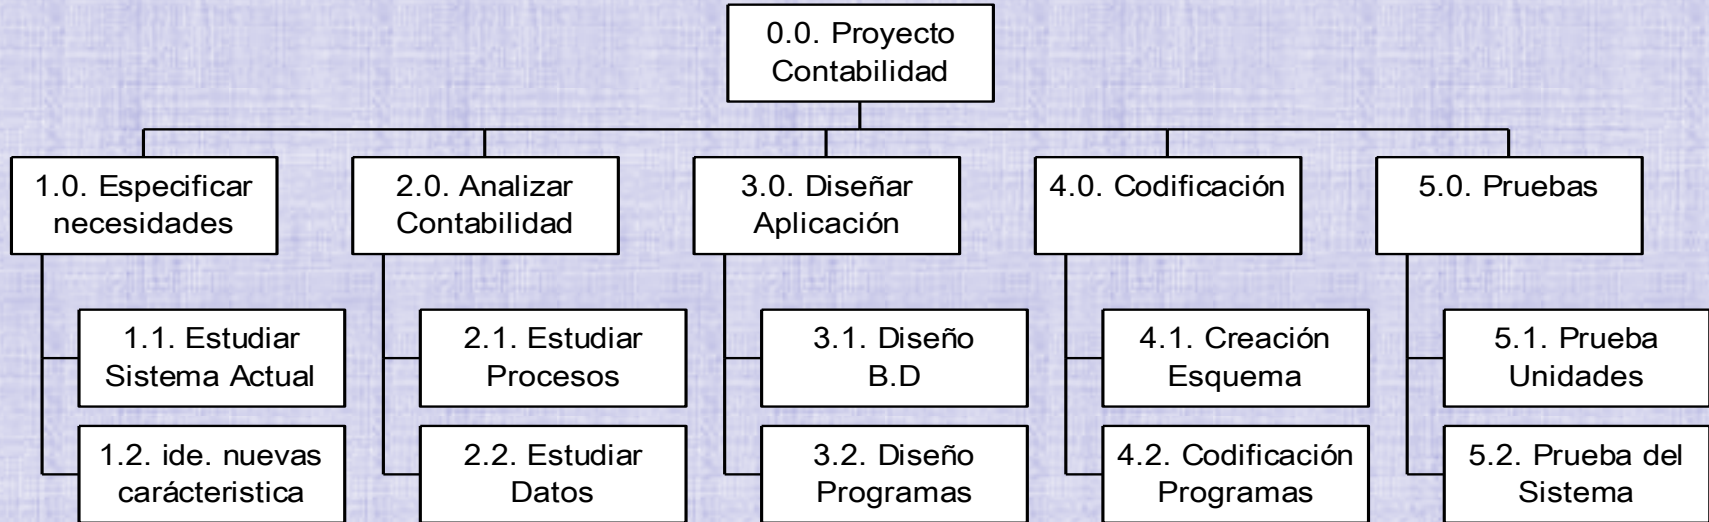 0.0. Proyecto
Contabilidad
1.0. Especificar
necesidades
2.0. Analizar
Contabilidad
3.0. Diseñar
Aplicación
4.0. Codificación
5.0. Pruebas
1.1. Estudiar
Sistema Actual
2.1. Estudiar
Procesos
3.1. Diseño
B.D
4.1. Creación
Esquema
5.1. Prueba
Unidades
1.2. ide. nuevas
carácteristica
2.2. Estudiar
Datos
3.2. Diseño
Programas
4.2. Codificación
Programas
5.2. Prueba del
Sistema